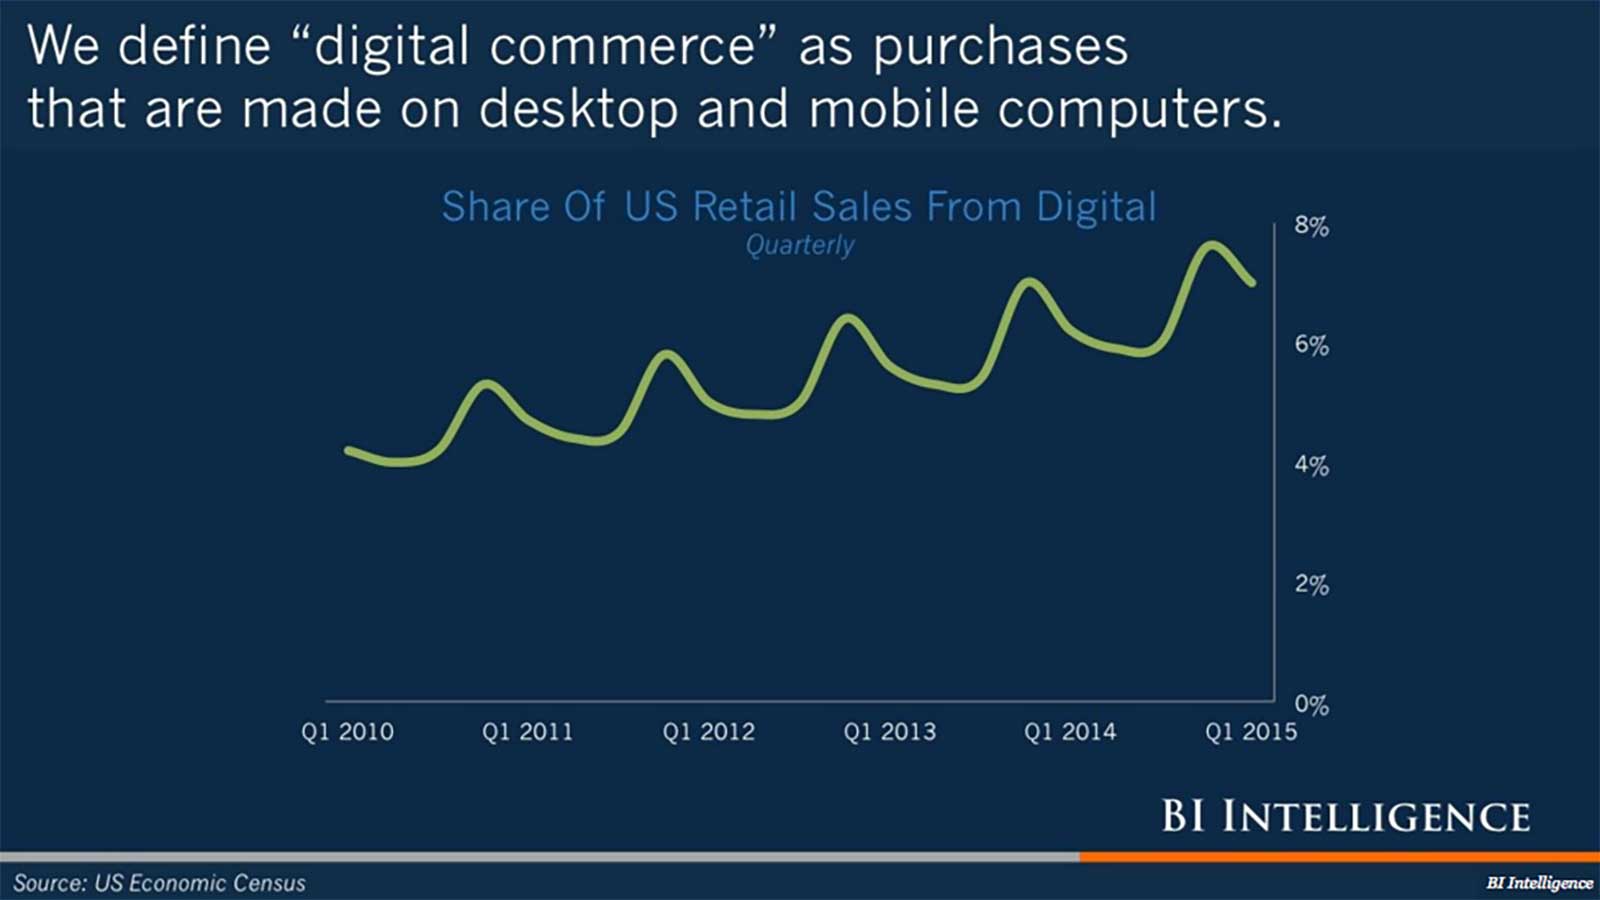 We define “digital commerce” as purchases
that are made on desktop and mobile computers.
Share Of US Retail Sales From Digital
Quarterly
8%
6%
4%
2%
0%
Q1 2010 Q1 2011 Q1 2012 Q1 2013 Q1 2014 Q1 2015
BI INTELLIGENCE
Source: US Economic Census
BI Intelligence